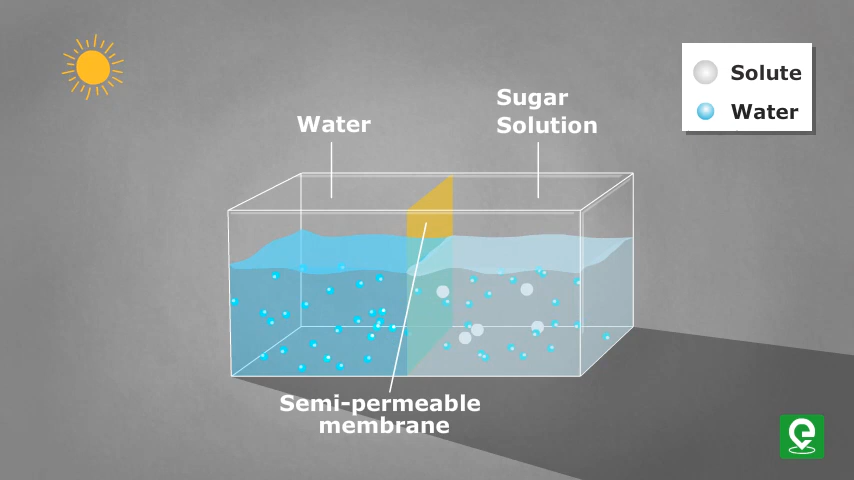 Solute
Water
Sugar
Solution
Water
Semi-permeable
membrane